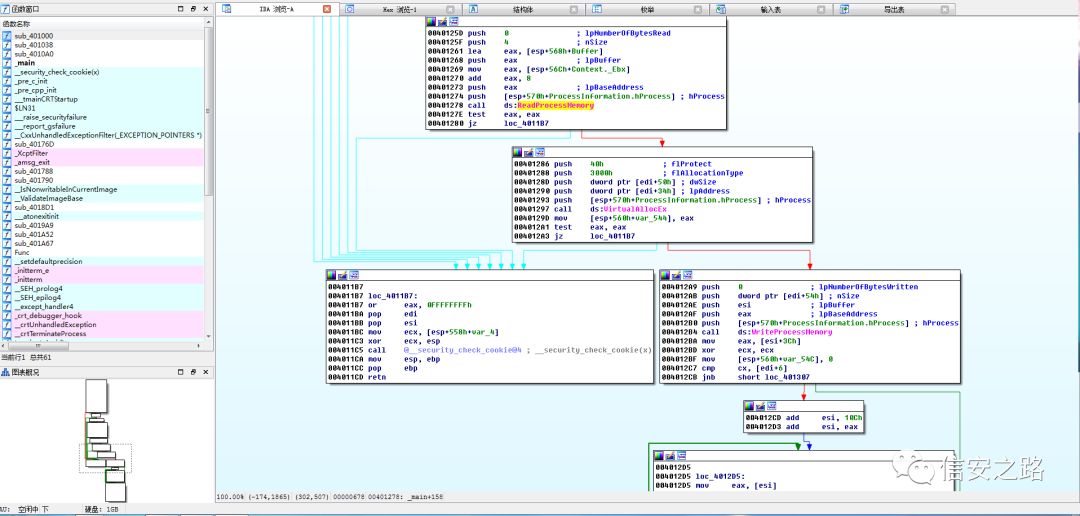 函数窗口
函数名称
sub_401000
sub_401038
sub_4010A0
_main
__security_check_cookie(x)
_pre_c_init
_pre_cpp_init
__tmainCRTStartup
$LN31
__raise_securityfailure
__report_gsfailure
__CxxUnhandledExceptionFilter(_EXCEPTION_POINTERS *)
sub_40176D
_XcptFilter
_amsg_exit
sub_401788
sub_401790
__IsNonwritableInCurrentImage
__ValidateImageBase
sub_4018D1
___atonexitinit
sub_4019A9
sub_401A52
sub_401A67
Func
__setdefaultprecision
_initterm_e
_initterm
__SEH_prolog4
__SEH_epilog4
__except_handler4
_crt_debugger_hook
__crtUnhandledException
__crtTerminateProcess
当前行1 总共61
图表概况
IDA 浏览-A
Hex 浏览-1
结构体
枚举
输入表
导出表
0040125D push 0 ; lpNumberOfBytesRead
0040125F push 4 ; nSize
00401261 lea eax, [esp+568h+Buffer]
00401268 push eax ; lpBuffer
00401269 mov eax, [esp+56Ch+Context._Ebx]
00401270 add eax, 8
00401273 push eax ; lpBaseAddress
00401274 push [esp+570h+ProcessInformation.hProcess] ; hProcess
00401278 call ds:ReadProcessMemory
0040127E test eax, eax
00401280 jz loc_4011B7
00401286 push 40h ; flProtect
00401288 push 3000h ; flAllocationType
0040128D push dword ptr [edi+50h] ; dwSize
00401290 push dword ptr [edi+34h] ; lpAddress
00401293 push [esp+570h+ProcessInformation.hProcess] ; hProcess
00401297 call ds:VirtualAllocEx
0040129D mov [esp+560h+var_544], eax
004012A1 test eax, eax
004012A3 jz loc_4011B7
004011B7
004011B7 loc_4011B7:
004011B7 or eax, 0FFFFFFFFh
004011BA pop edi
004011BB pop esi
004011BC mov ecx, [esp+558h+var_4]
004011C3 xor ecx, esp
004011C5 call @__security_check_cookie@4 ; __security_check_cookie(x)
004011CA mov esp, ebp
004011CC pop ebp
004011CD retn
004012A9 push 0 ; lpNumberOfBytesWritten
004012AB push dword ptr [edi+54h] ; nSize
004012AE push esi ; lpBuffer
004012AF push eax ; lpBaseAddress
004012B0 push [esp+570h+ProcessInformation.hProcess] ; hProcess
004012B4 call ds:WriteProcessMemory
004012BA mov eax, [esi+3Ch]
004012BD xor ecx, ecx
004012BF mov [esp+560h+var_54C], 0
004012C7 cmp cx, [edi+6]
004012CB jnb short loc_401307
004012CD add esi, 10Ch
004012D3 add esi, eax
004012D5
004012D5 loc_4012D5:
004012D5 mov eax, [esi]
信安之路
100.00% (-174,1865) (302,507) 00000678 00401278: _main+158
AU: 空闲中 下 硬盘: 1GB